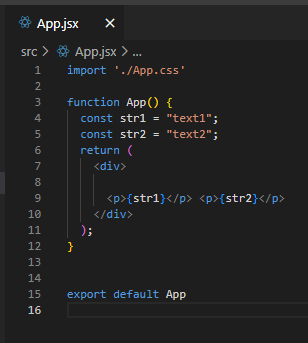 App.jsx
src > App.jsx > ...
1 import './App.css'
2
3 function App() {
4 const str1 = "text1";
5 const str2 = "text2";
6 return (
7 <div>
8
9 <p>{str1}</p> <p>{str2}</p>
10 </div>
11 );
12 }
13
14
15 export default App
16